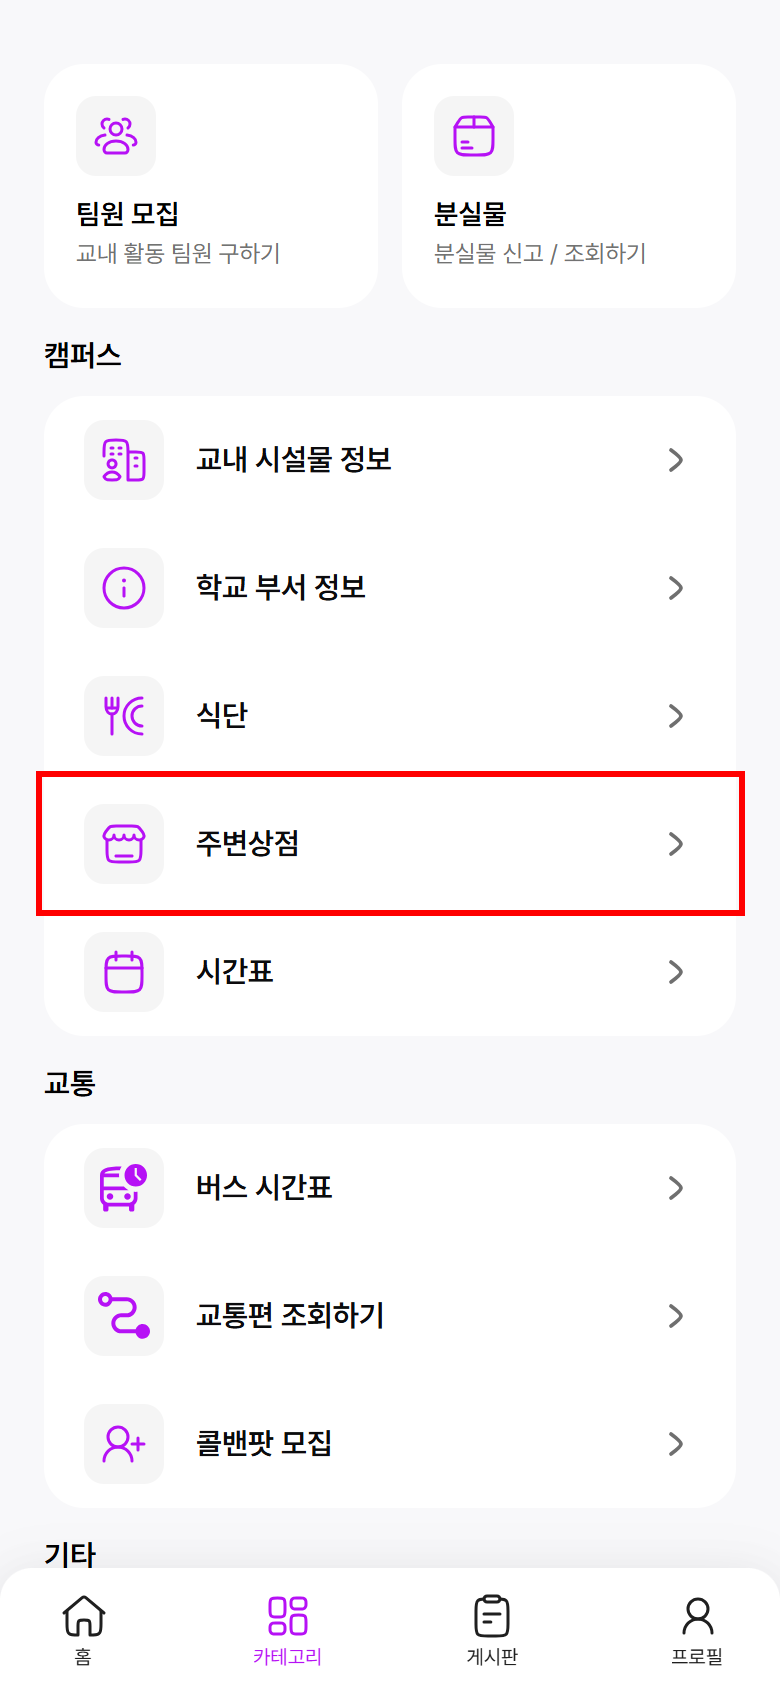 팀원 모집
교내 활동 팀원 구하기
분실물
분실물 신고 / 조회하기
캠퍼스
교내 시설물 정보
학교 부서 정보
식단
주변상점
시간표
교통
버스 시간표
교통편 조회하기
콜밴팟 모집
기타
홈
카테고리
게시판
프로필